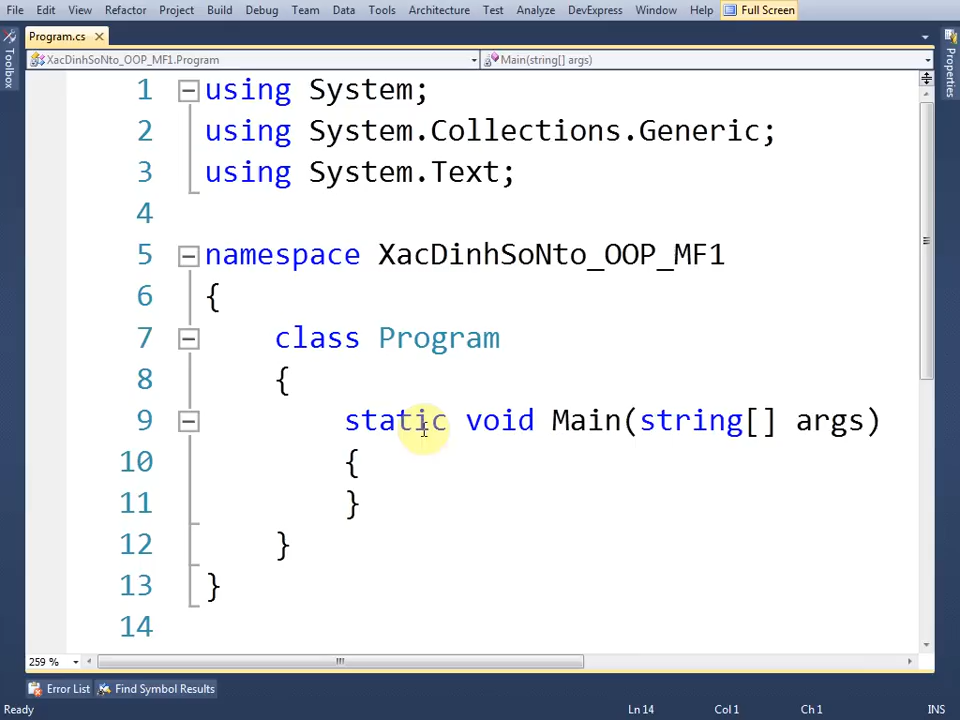 File Edit View Refactor Project Build Debug Team Data Tools Architecture Test Analyze DevExpress Window Help Full Screen
Program.cs
Toolbox
Properties
XacDinhSoNto_OOP_MF1.Program Main(string[] args)
1 using System;
2 using System.Collections.Generic;
3 using System.Text;
4
5 namespace XacDinhSoNto_OOP_MF1
6 {
7 class Program
8 {
9 static void Main(string[] args)
10 {
11 }
12 }
13 }
14
259 %
Error List Find Symbol Results
Ready Ln 14 Col 1 Ch 1 INS